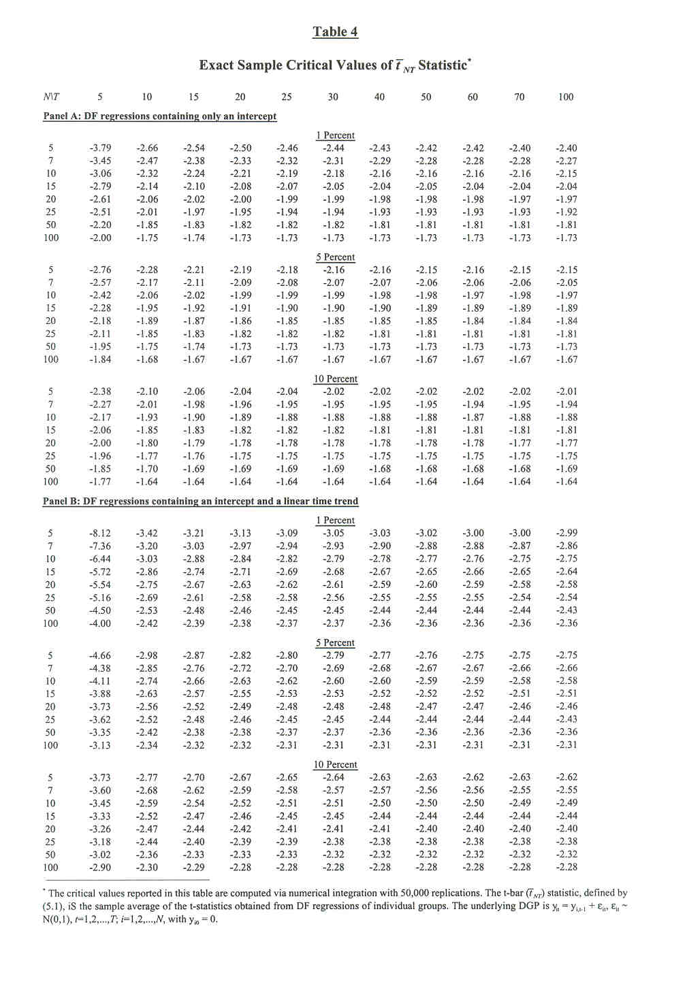 Table 4
Exact Sample Critical Values of t̄ NT Statistic*
N\T 5 10 15 20 25 30 40 50 60 70 100
Panel A: DF regressions containing only an intercept
1 Percent
5 -3.79 -2.66 -2.54 -2.50 -2.46 -2.44 -2.43 -2.42 -2.42 -2.40 -2.40
7 -3.45 -2.47 -2.38 -2.33 -2.32 -2.31 -2.29 -2.28 -2.28 -2.28 -2.27
10 -3.06 -2.32 -2.24 -2.21 -2.19 -2.18 -2.16 -2.16 -2.16 -2.16 -2.15
15 -2.79 -2.14 -2.10 -2.08 -2.07 -2.05 -2.04 -2.05 -2.04 -2.04 -2.04
20 -2.61 -2.06 -2.02 -2.00 -1.99 -1.99 -1.98 -1.98 -1.98 -1.97 -1.97
25 -2.51 -2.01 -1.97 -1.95 -1.94 -1.94 -1.93 -1.93 -1.93 -1.93 -1.92
50 -2.20 -1.85 -1.83 -1.82 -1.82 -1.82 -1.81 -1.81 -1.81 -1.81 -1.81
100 -2.00 -1.75 -1.74 -1.73 -1.73 -1.73 -1.73 -1.73 -1.73 -1.73 -1.73
5 Percent
5 -2.76 -2.28 -2.21 -2.19 -2.18 -2.16 -2.16 -2.15 -2.16 -2.15 -2.15
7 -2.57 -2.17 -2.11 -2.09 -2.08 -2.07 -2.07 -2.06 -2.06 -2.06 -2.05
10 -2.42 -2.06 -2.02 -1.99 -1.99 -1.99 -1.98 -1.98 -1.97 -1.98 -1.97
15 -2.28 -1.95 -1.92 -1.91 -1.90 -1.90 -1.90 -1.89 -1.89 -1.89 -1.89
20 -2.18 -1.89 -1.87 -1.86 -1.85 -1.85 -1.85 -1.85 -1.84 -1.84 -1.84
25 -2.11 -1.85 -1.83 -1.82 -1.82 -1.82 -1.81 -1.81 -1.81 -1.81 -1.81
50 -1.95 -1.75 -1.74 -1.73 -1.73 -1.73 -1.73 -1.73 -1.73 -1.73 -1.73
100 -1.84 -1.68 -1.67 -1.67 -1.67 -1.67 -1.67 -1.67 -1.67 -1.67 -1.67
10 Percent
5 -2.38 -2.10 -2.06 -2.04 -2.04 -2.02 -2.02 -2.02 -2.02 -2.02 -2.01
7 -2.27 -2.01 -1.98 -1.96 -1.95 -1.95 -1.95 -1.95 -1.94 -1.95 -1.94
10 -2.17 -1.93 -1.90 -1.89 -1.88 -1.88 -1.88 -1.88 -1.87 -1.88 -1.88
15 -2.06 -1.85 -1.83 -1.82 -1.82 -1.82 -1.81 -1.81 -1.81 -1.81 -1.81
20 -2.00 -1.80 -1.79 -1.78 -1.78 -1.78 -1.78 -1.78 -1.78 -1.77 -1.77
25 -1.96 -1.77 -1.76 -1.75 -1.75 -1.75 -1.75 -1.75 -1.75 -1.75 -1.75
50 -1.85 -1.70 -1.69 -1.69 -1.69 -1.69 -1.68 -1.68 -1.68 -1.68 -1.69
100 -1.77 -1.64 -1.64 -1.64 -1.64 -1.64 -1.64 -1.64 -1.64 -1.64 -1.64
Panel B: DF regressions containing an intercept and a linear time trend
1 Percent
5 -8.12 -3.42 -3.21 -3.13 -3.09 -3.05 -3.03 -3.02 -3.00 -3.00 -2.99
7 -7.36 -3.20 -3.03 -2.97 -2.94 -2.93 -2.90 -2.88 -2.88 -2.87 -2.86
10 -6.44 -3.03 -2.88 -2.84 -2.82 -2.79 -2.78 -2.77 -2.76 -2.75 -2.75
15 -5.72 -2.86 -2.74 -2.71 -2.69 -2.68 -2.67 -2.65 -2.66 -2.65 -2.64
20 -5.54 -2.75 -2.67 -2.63 -2.62 -2.61 -2.59 -2.60 -2.59 -2.58 -2.58
25 -5.16 -2.69 -2.61 -2.58 -2.58 -2.56 -2.55 -2.55 -2.55 -2.54 -2.54
50 -4.50 -2.53 -2.48 -2.46 -2.45 -2.45 -2.44 -2.44 -2.44 -2.44 -2.43
100 -4.00 -2.42 -2.39 -2.38 -2.37 -2.37 -2.36 -2.36 -2.36 -2.36 -2.36
5 Percent
5 -4.66 -2.98 -2.87 -2.82 -2.80 -2.79 -2.77 -2.76 -2.75 -2.75 -2.75
7 -4.38 -2.85 -2.76 -2.72 -2.70 -2.69 -2.68 -2.67 -2.67 -2.66 -2.66
10 -4.11 -2.74 -2.66 -2.63 -2.62 -2.60 -2.60 -2.59 -2.59 -2.58 -2.58
15 -3.88 -2.63 -2.57 -2.55 -2.53 -2.53 -2.52 -2.52 -2.52 -2.51 -2.51
20 -3.73 -2.56 -2.52 -2.49 -2.48 -2.48 -2.48 -2.47 -2.47 -2.46 -2.46
25 -3.62 -2.52 -2.48 -2.46 -2.45 -2.45 -2.44 -2.44 -2.44 -2.44 -2.43
50 -3.35 -2.42 -2.38 -2.38 -2.37 -2.37 -2.36 -2.36 -2.36 -2.36 -2.36
100 -3.13 -2.34 -2.32 -2.32 -2.31 -2.31 -2.31 -2.31 -2.31 -2.31 -2.31
10 Percent
5 -3.73 -2.77 -2.70 -2.67 -2.65 -2.64 -2.63 -2.63 -2.62 -2.63 -2.62
7 -3.60 -2.68 -2.62 -2.59 -2.58 -2.57 -2.57 -2.56 -2.56 -2.55 -2.55
10 -3.45 -2.59 -2.54 -2.52 -2.51 -2.51 -2.50 -2.50 -2.50 -2.49 -2.49
15 -3.33 -2.52 -2.47 -2.46 -2.45 -2.45 -2.44 -2.44 -2.44 -2.44 -2.44
20 -3.26 -2.47 -2.44 -2.42 -2.41 -2.41 -2.41 -2.40 -2.40 -2.40 -2.40
25 -3.18 -2.44 -2.40 -2.39 -2.39 -2.38 -2.38 -2.38 -2.38 -2.38 -2.38
50 -3.02 -2.36 -2.33 -2.33 -2.33 -2.32 -2.32 -2.32 -2.32 -2.32 -2.32
100 -2.90 -2.30 -2.29 -2.28 -2.28 -2.28 -2.28 -2.28 -2.28 -2.28 -2.28
* The critical values reported in this table are computed via numerical integration with 50,000 replications. The t-bar (t̄NT) statistic, defined by
(5.1), iS the sample average of the t-statistics obtained from DF regressions of individual groups. The underlying DGP is yit = yi,t-1 + εit, εit ~
N(0,1), t=1,2,...,T; i=1,2,...,N, with yi0 = 0.